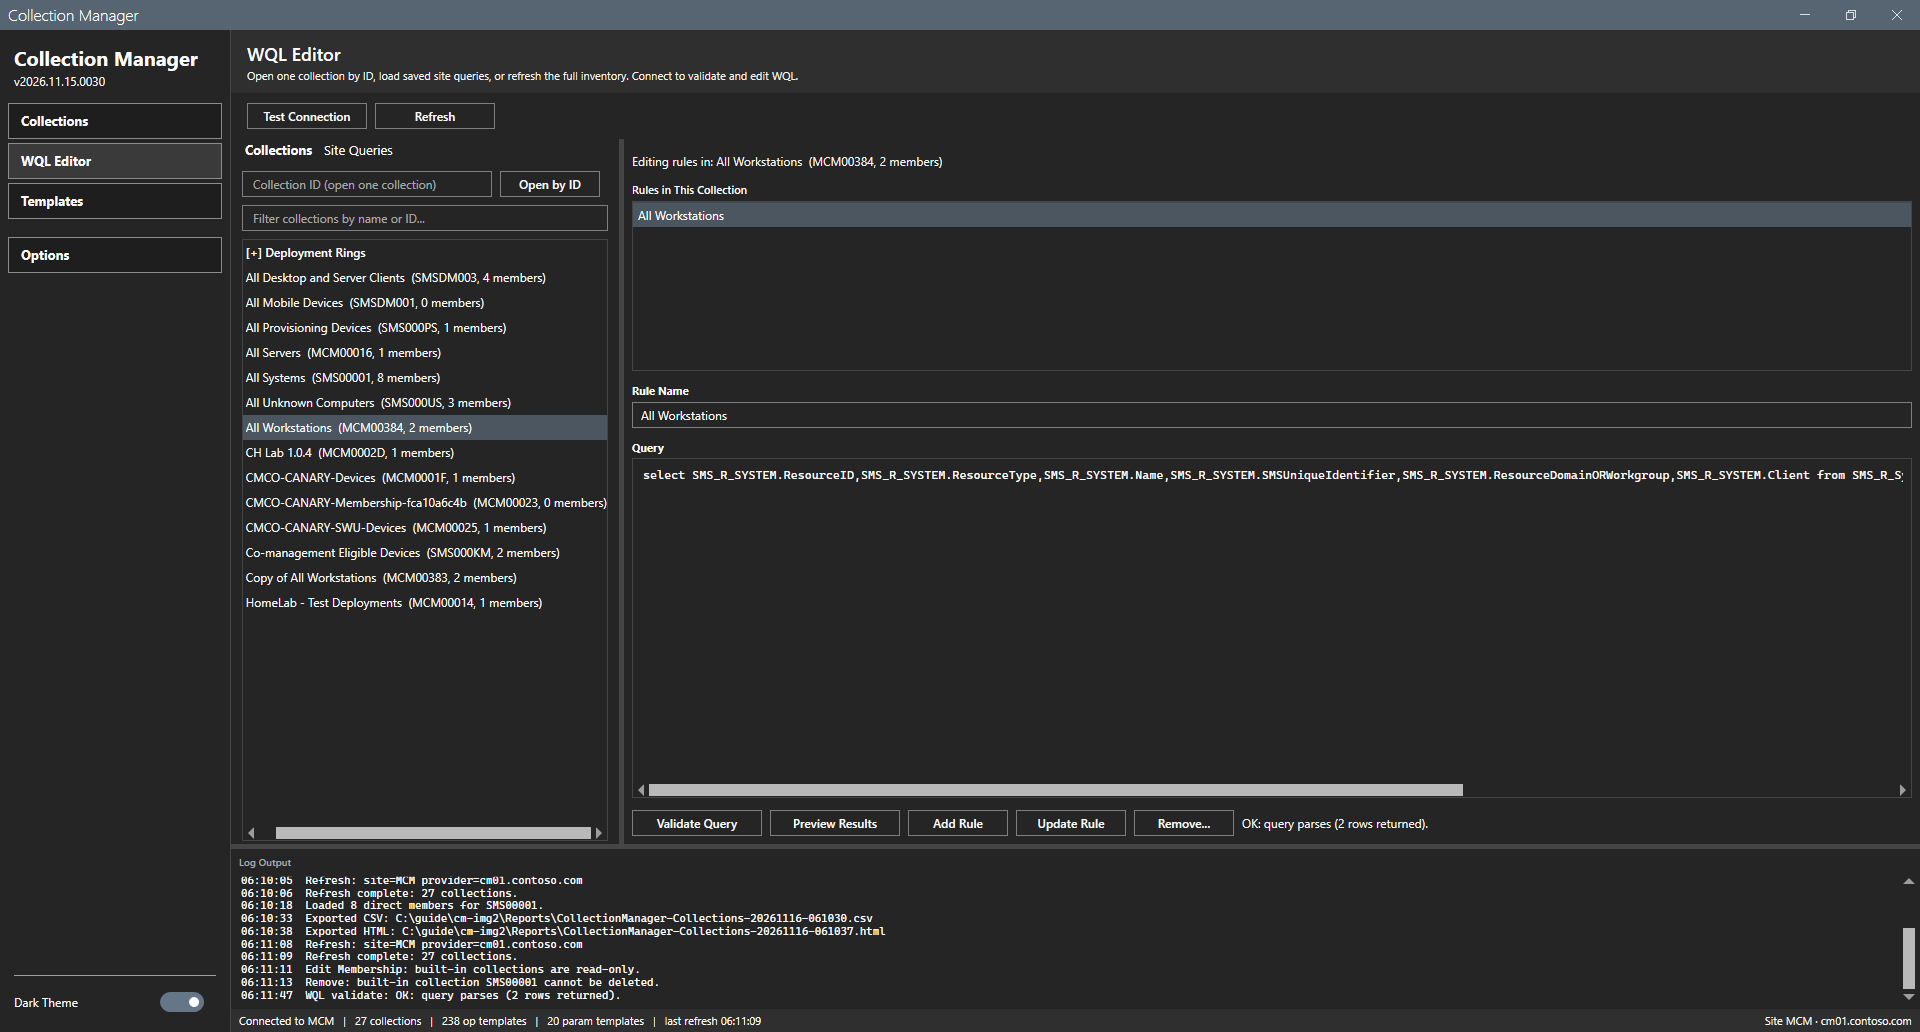 Collection Manager
Collection Manager
v2026.11.15.0030
Collections
WQL Editor
Templates
Options
Dark Theme
WQL Editor
Open one collection by ID, load saved site queries, or refresh the full inventory. Connect to validate and edit WQL.
Test Connection
Refresh
Collections Site Queries
Collection ID (open one collection)
Open by ID
Filter collections by name or ID...
[+] Deployment Rings
All Desktop and Server Clients (SMSDM003, 4 members)
All Mobile Devices (SMSDM001, 0 members)
All Provisioning Devices (SMS000PS, 1 members)
All Servers (MCM00016, 1 members)
All Systems (SMS00001, 8 members)
All Unknown Computers (SMS000US, 3 members)
All Workstations (MCM00384, 2 members)
CH Lab 1.0.4 (MCM0002D, 1 members)
CMCO-CANARY-Devices (MCM0001F, 1 members)
CMCO-CANARY-Membership-fca10a6c4b (MCM00023, 0 members)
CMCO-CANARY-SWU-Devices (MCM00025, 1 members)
Co-management Eligible Devices (SMS000KM, 2 members)
Copy of All Workstations (MCM00383, 2 members)
HomeLab - Test Deployments (MCM00014, 1 members)
Editing rules in: All Workstations (MCM00384, 2 members)
Rules in This Collection
All Workstations
Rule Name
All Workstations
Query
select SMS_R_SYSTEM.ResourceID,SMS_R_SYSTEM.ResourceType,SMS_R_SYSTEM.Name,SMS_R_SYSTEM.SMSUniqueIdentifier,SMS_R_SYSTEM.ResourceDomainORWorkgroup,SMS_R_SYSTEM.Client from SMS_R_Sy
Validate Query
Preview Results
Add Rule
Update Rule
Remove...
OK: query parses (2 rows returned).
Log Output
06:10:05 Refresh: site=MCM provider=cm01.contoso.com
06:10:06 Refresh complete: 27 collections.
06:10:18 Loaded 8 direct members for SMS00001.
06:10:33 Exported CSV: C:\guide\cm-img2\Reports\CollectionManager-Collections-20261116-061030.csv
06:10:38 Exported HTML: C:\guide\cm-img2\Reports\CollectionManager-Collections-20261116-061037.html
06:11:08 Refresh: site=MCM provider=cm01.contoso.com
06:11:09 Refresh complete: 27 collections.
06:11:11 Edit Membership: built-in collections are read-only.
06:11:13 Remove: built-in collection SMS00001 cannot be deleted.
06:11:47 WQL validate: OK: query parses (2 rows returned).
Connected to MCM | 27 collections | 238 op templates | 20 param templates | last refresh 06:11:09
Site MCM · cm01.contoso.com